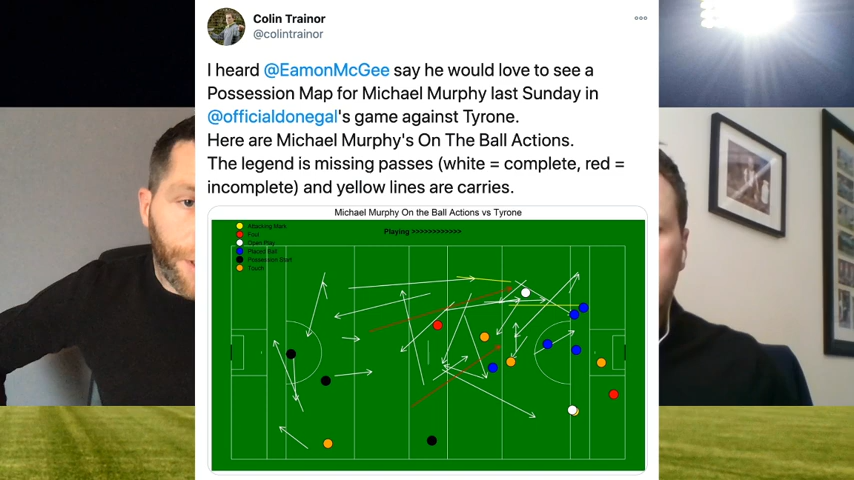 Colin Trainor
@colintrainor
I heard @EamonMcGee say he would love to see a
Possession Map for Michael Murphy last Sunday in
@officialdonegal's game against Tyrone.
Here are Michael Murphy's On The Ball Actions.
The legend is missing passes (white = complete, red =
incomplete) and yellow lines are carries.
Michael Murphy On the Ball Actions vs Tyrone
Attacking Mark
Foul
Open Play
Placed Ball
Possession Start
Touch
Playing >>>>>>>>>>>>